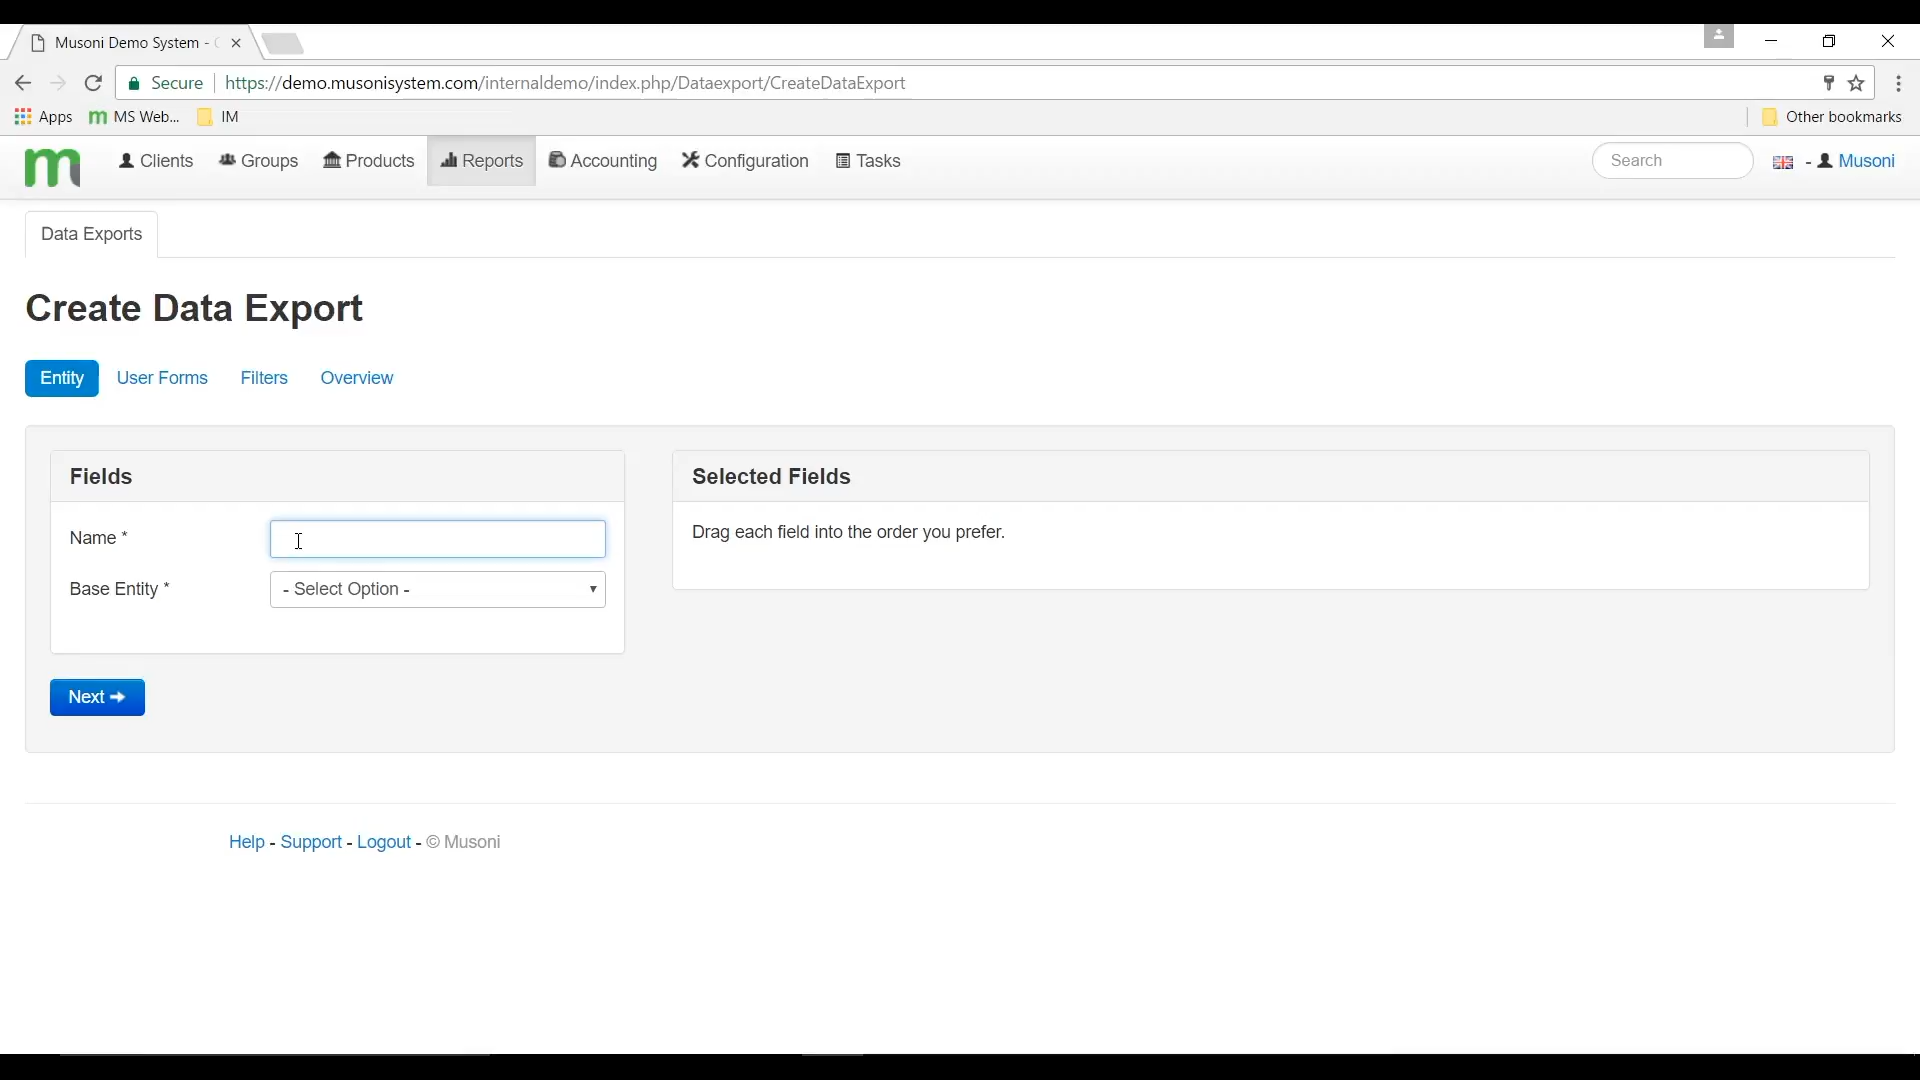 Musoni Demo System -
Secure
https://demo.musonisystem.com/internaldemo/index.php/Dataexport/CreateDataExport
Apps
MS Web...
IM
Other bookmarks
m
Clients
Groups
Products
Reports
Accounting
Configuration
Tasks
Search
- Musoni
Data Exports
Create Data Export
Entity
User Forms
Filters
Overview
Fields
Selected Fields
Name *
Drag each field into the order you prefer.
Base Entity *
- Select Option -
Next
Help - Support - Logout - © Musoni